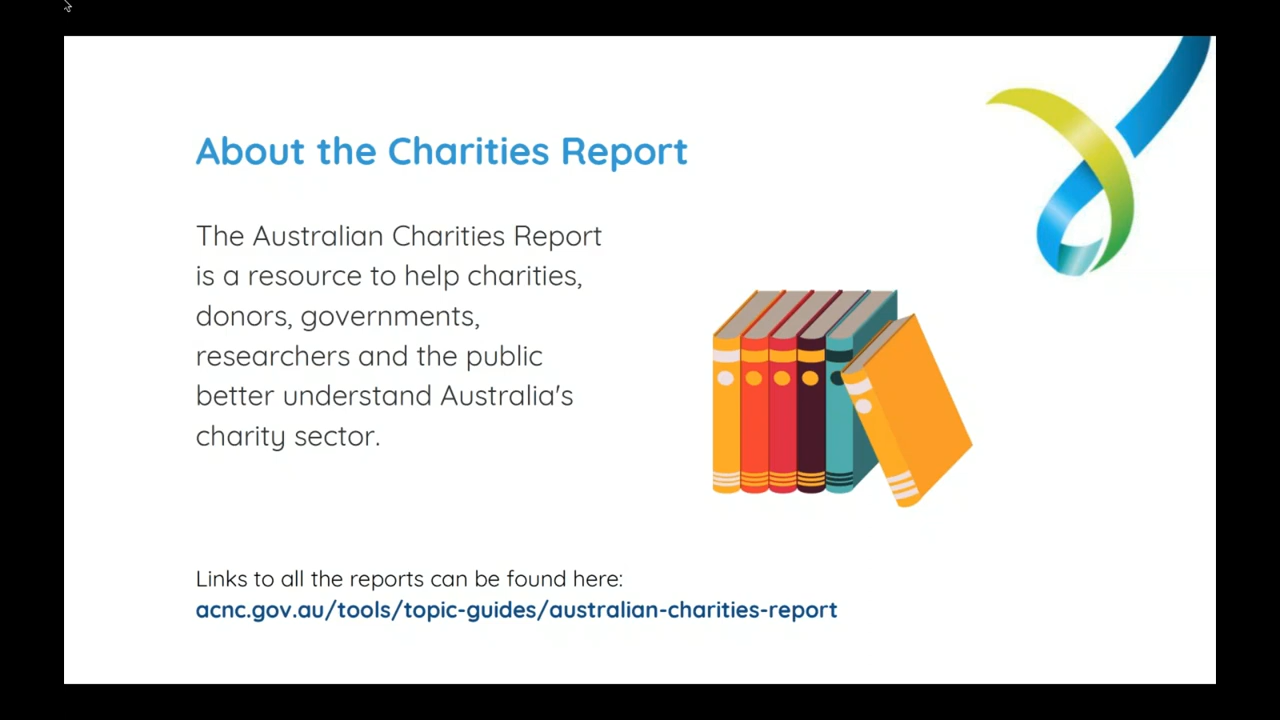 About the Charities Report
The Australian Charities Report
is a resource to help charities,
donors, governments,
researchers and the public
better understand Australia's
charity sector.
Links to all the reports can be found here:
acnc.gov.au/tools/topic-guides/australian-charities-report